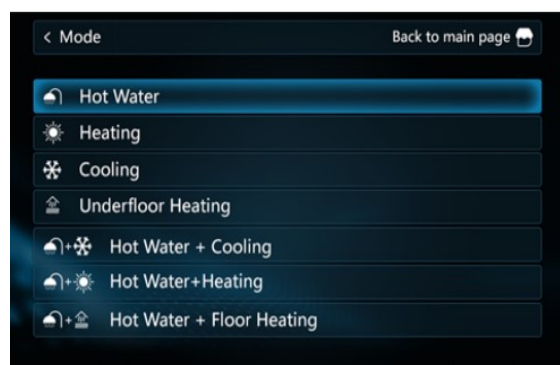 < Mode
Back to main page
Hot Water
Heating
Cooling
Underfloor Heating
+ Hot Water + Cooling
+ Hot Water+Heating
+ Hot Water + Floor Heating